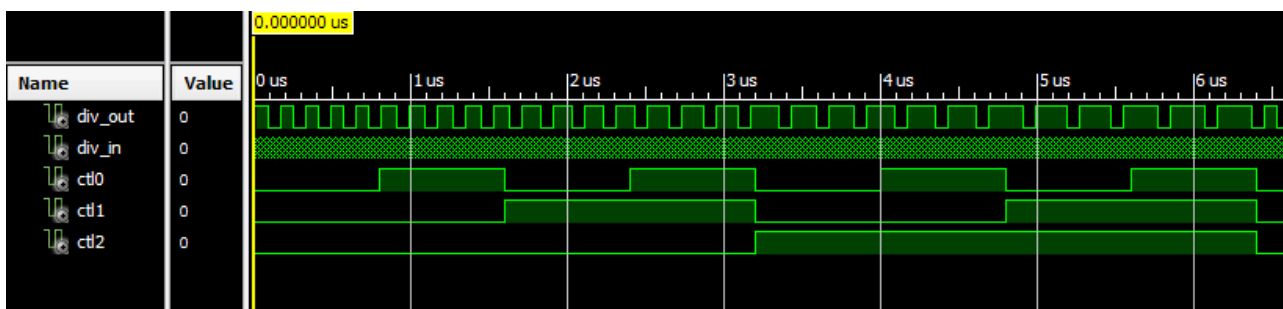 0.000000 us
Name Value 0 us 1 us 2 us 3 us 4 us 5 us 6 us
div_out 0
div_in 0
ctl0 0
ctl1 0
ctl2 0